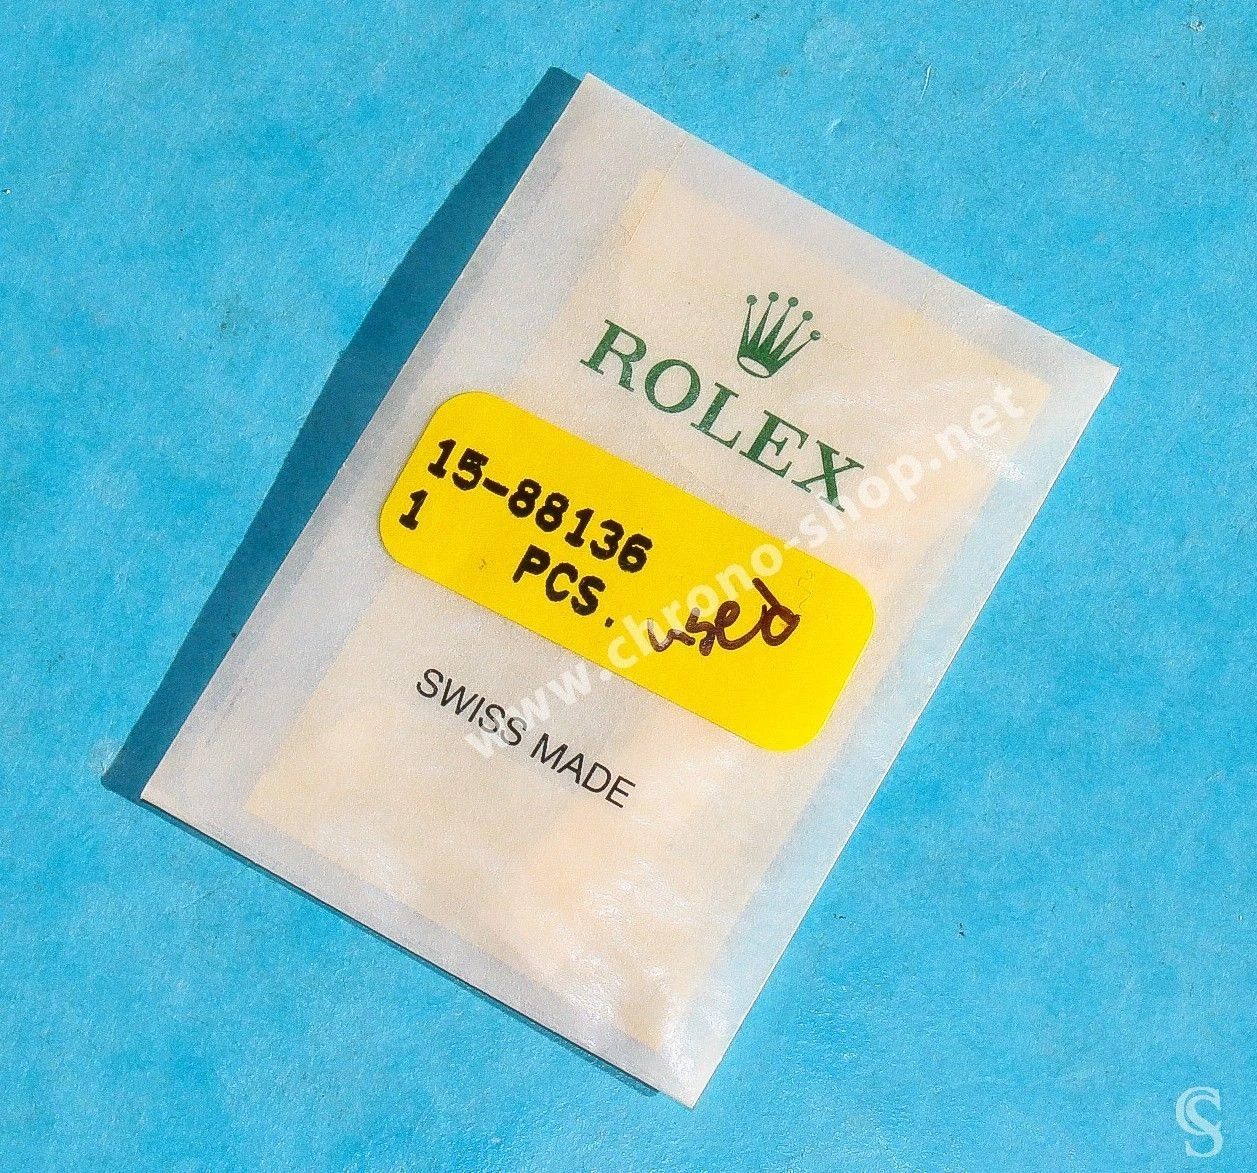 ROLEX
15-88136
1 PCS. used
SWISS MADE
www.chrono-shop.net